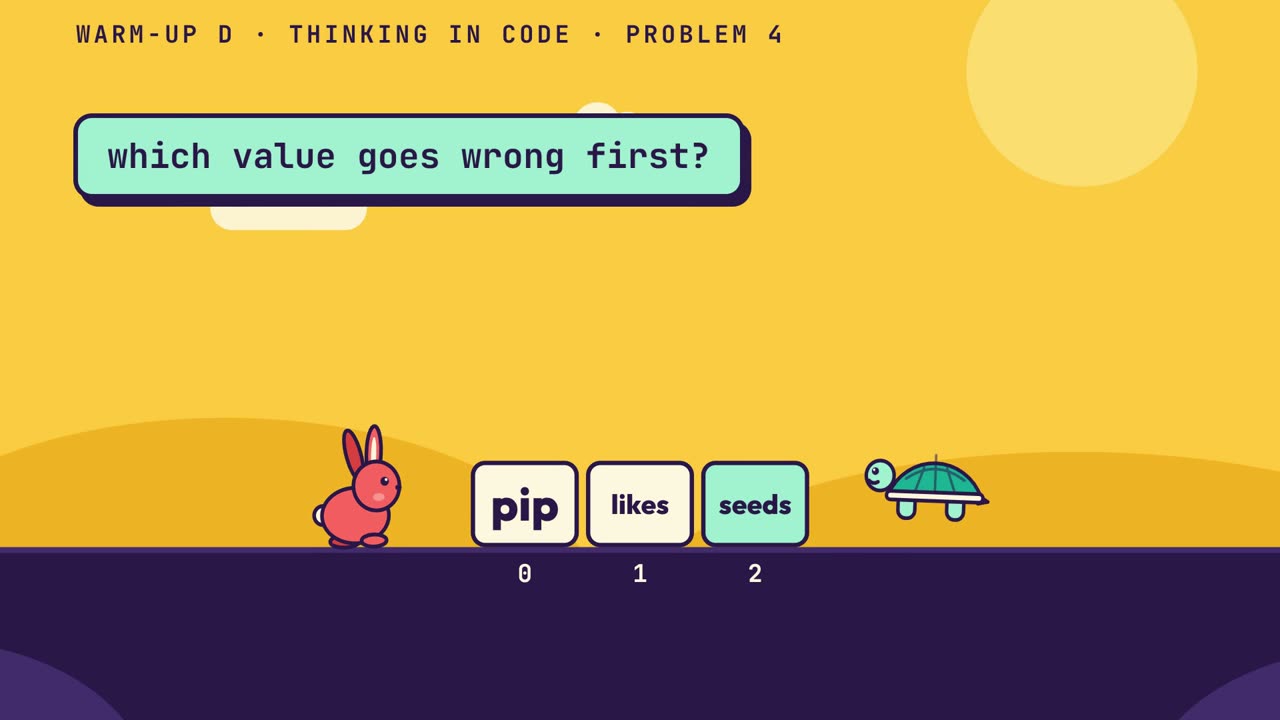 WARM-UP D · THINKING IN CODE · PROBLEM 4
which value goes wrong first?
pip likes seeds
0 1 2